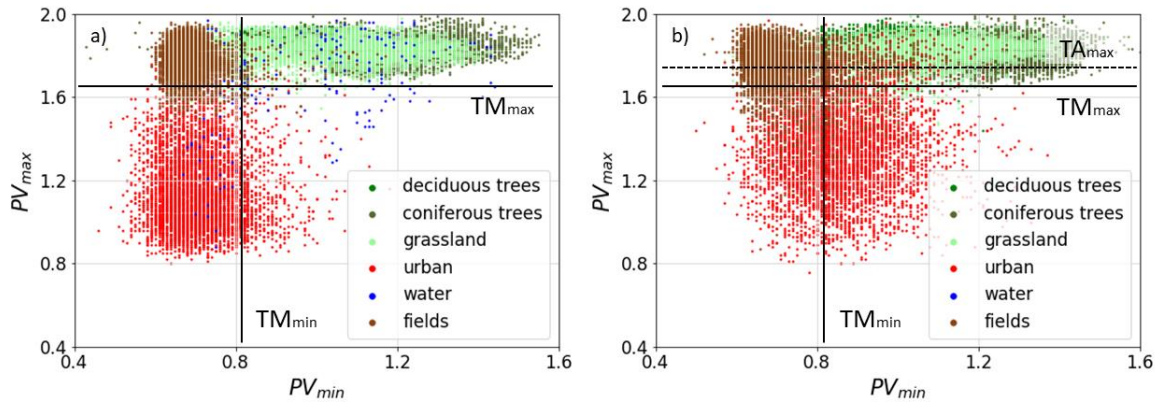 a)
2.0
1.6
1.2
0.8
0.4
PVmax
TMmax
TMmin
deciduous trees
coniferous trees
grassland
urban
water
fields
0.4 0.8 1.2 1.6
PVmin
b)
2.0
1.6
1.2
0.8
0.4
PVmax
TAmax
TMmax
TMmin
deciduous trees
coniferous trees
grassland
urban
water
fields
0.4 0.8 1.2 1.6
PVmin